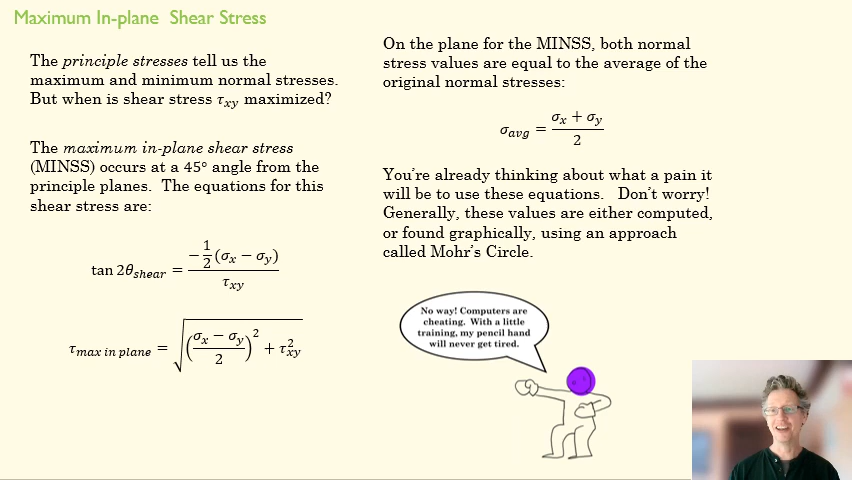 Maximum In-plane Shear Stress
The principle stresses tell us the
maximum and minimum normal stresses.
But when is shear stress τxy maximized?
The maximum in-plane shear stress
(MINSS) occurs at a 45° angle from the
principle planes. The equations for this
shear stress are:
tan 2θshear = −1/2(σx − σy) / τxy
τmax in plane = √(((σx − σy)/2)² + τ²xy)
On the plane for the MINSS, both normal
stress values are equal to the average of the
original normal stresses:
σavg = (σx + σy)/2
You're already thinking about what a pain it
will be to use these equations. Don't worry!
Generally, these values are either computed,
or found graphically, using an approach
called Mohr's Circle.
No way! Computers are
cheating. With a little
training, my pencil hand
will never get tired.